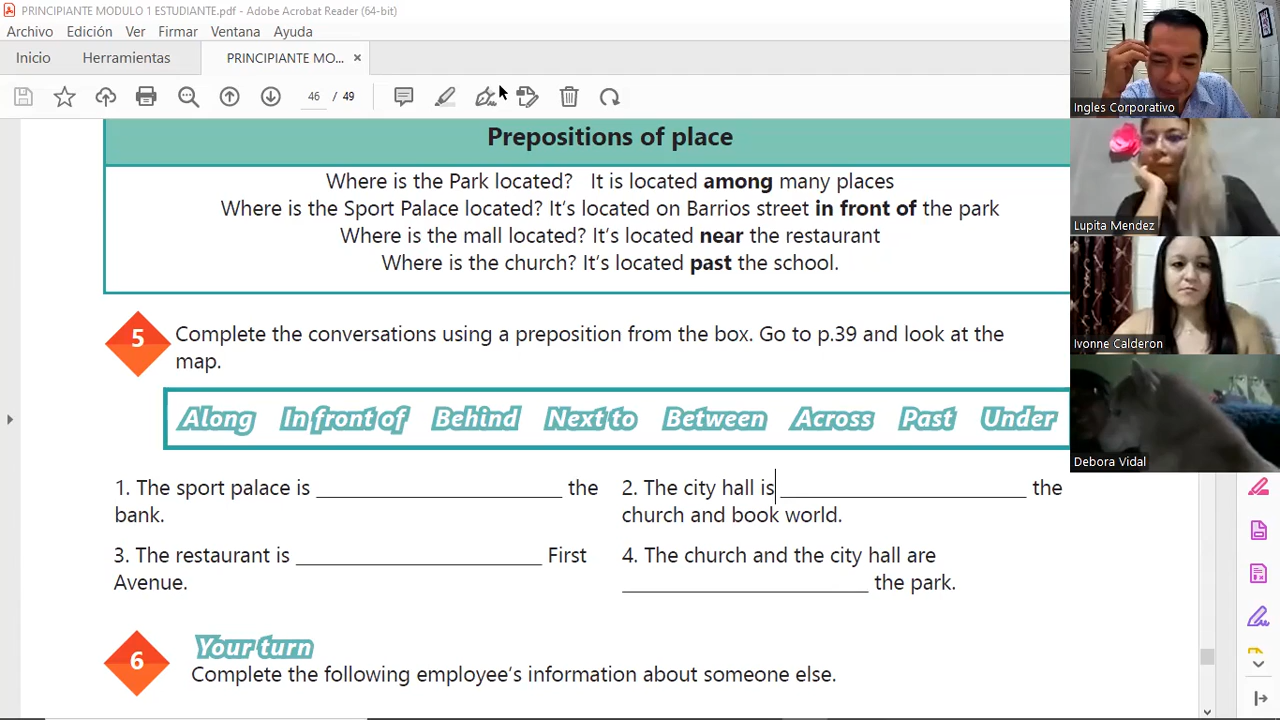 PRINCIPIANTE MODULO 1 ESTUDIANTE.pdf - Adobe Acrobat Reader (64-bit)
Archivo Edición Ver Firmar Ventana Ayuda
Inicio Herramientas PRINCIPIANTE MO... ×
46 / 49
Prepositions of place
Where is the Park located? It is located among many places
Where is the Sport Palace located? It's located on Barrios street in front of the park
Where is the mall located? It's located near the restaurant
Where is the church? It's located past the school.
5 Complete the conversations using a preposition from the box. Go to p.39 and look at the
map.
Along In front of Behind Next to Between Across Past Under
1. The sport palace is ______________________ the
bank.
2. The city hall is ______________________ the
church and book world.
3. The restaurant is ______________________ First
Avenue.
4. The church and the city hall are
______________________ the park.
6 Your turn
Complete the following employee's information about someone else.
Ingles Corporativo
Lupita Mendez
Ivonne Calderon
Debora Vidal